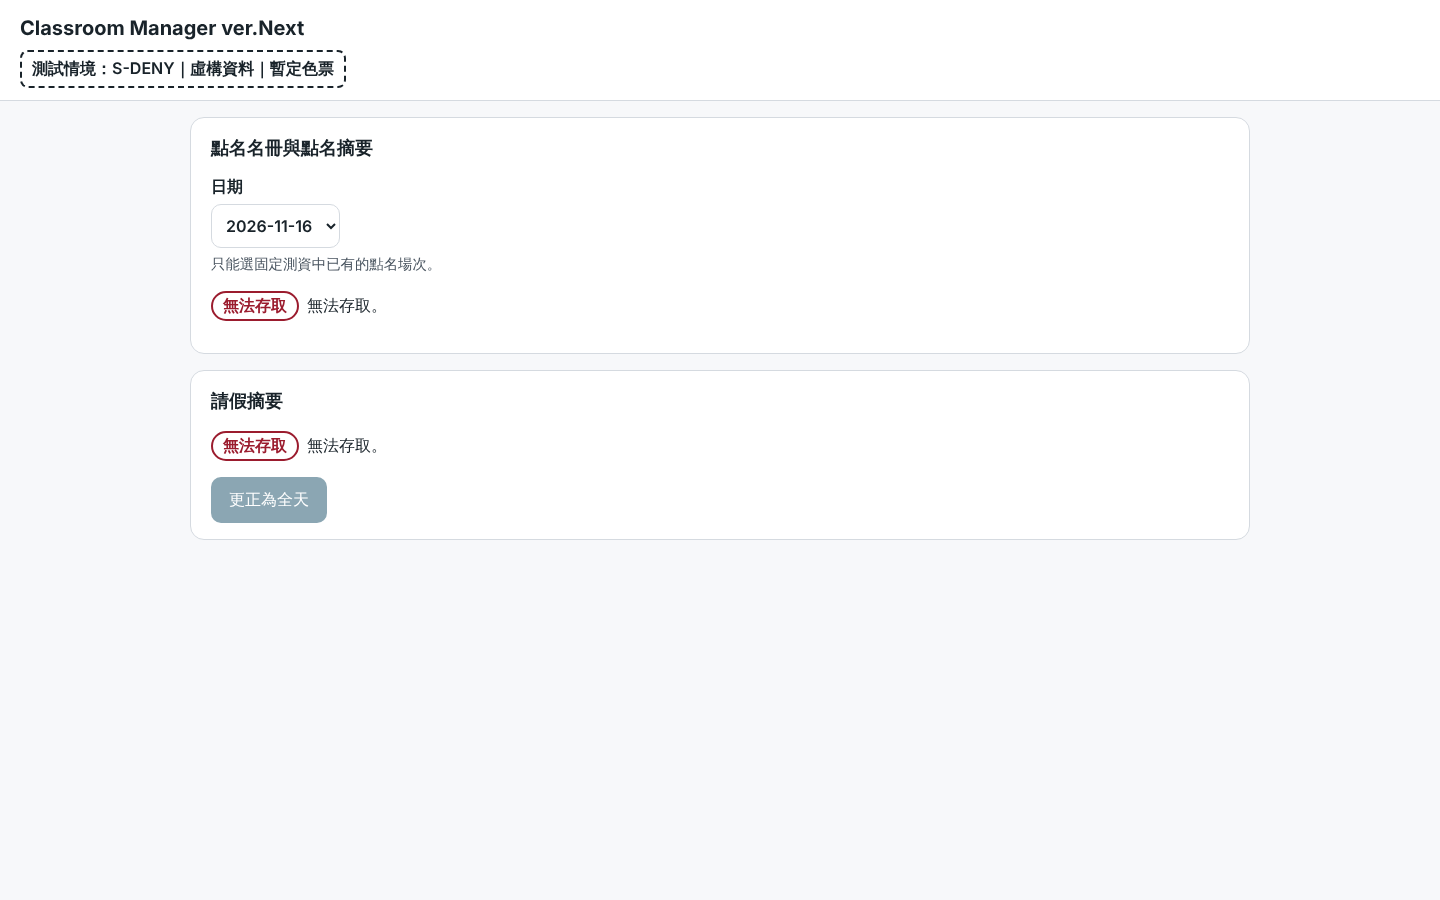 Classroom Manager ver.Next
測試情境：S-DENY｜虛構資料｜暫定色票
點名名冊與點名摘要
日期
2026-11-16
只能選固定測資中已有的點名場次。
無法存取 無法存取。
請假摘要
無法存取 無法存取。
更正為全天